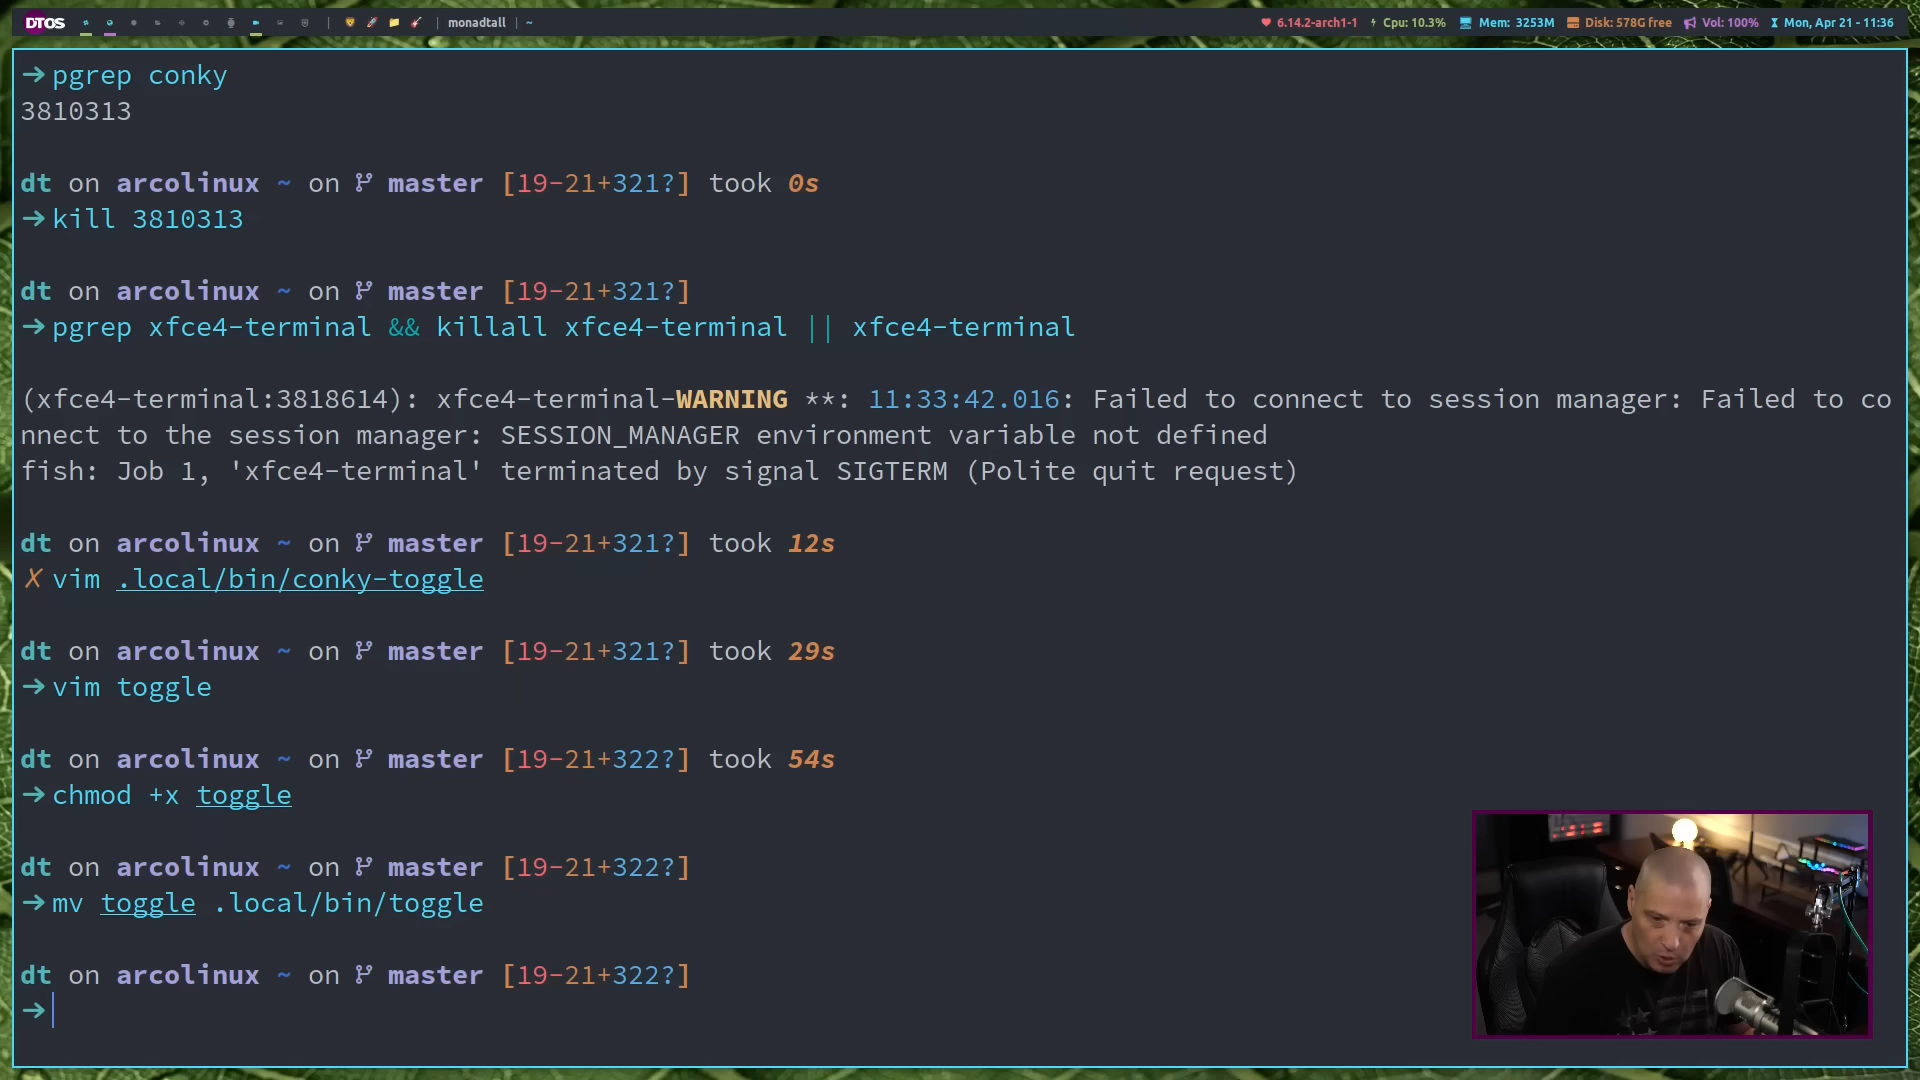 DTOS | monadtall | ~ 6.14.2-arch1-1 Cpu: 10.3% Mem: 3253M Disk: 578G free Vol: 100% Mon, Apr 21 - 11:36
→ pgrep conky
3810313
dt on arcolinux ~ on master [19-21+321?] took 0s
→ kill 3810313
dt on arcolinux ~ on master [19-21+321?]
→ pgrep xfce4-terminal && killall xfce4-terminal || xfce4-terminal
(xfce4-terminal:3818614): xfce4-terminal-WARNING **: 11:33:42.016: Failed to connect to session manager: Failed to co
nnect to the session manager: SESSION_MANAGER environment variable not defined
fish: Job 1, 'xfce4-terminal' terminated by signal SIGTERM (Polite quit request)
dt on arcolinux ~ on master [19-21+321?] took 12s
✗ vim .local/bin/conky-toggle
dt on arcolinux ~ on master [19-21+321?] took 29s
→ vim toggle
dt on arcolinux ~ on master [19-21+322?] took 54s
→ chmod +x toggle
dt on arcolinux ~ on master [19-21+322?]
→ mv toggle .local/bin/toggle
dt on arcolinux ~ on master [19-21+322?]
→